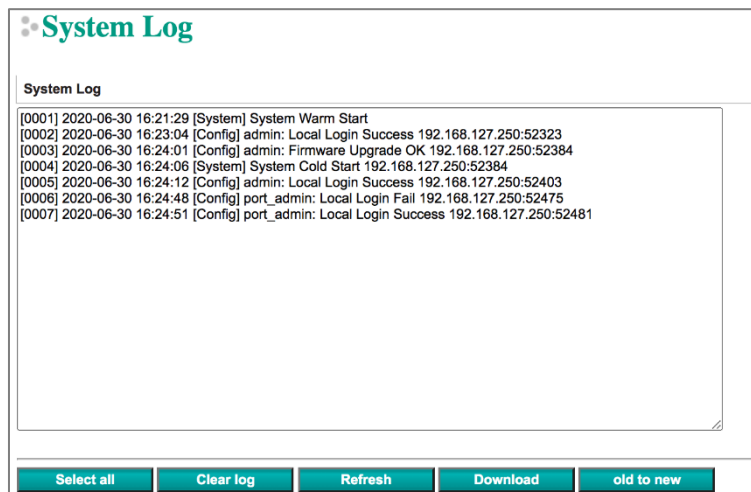 System Log
System Log
[0001] 2020-06-30 16:21:29 [System] System Warm Start
[0002] 2020-06-30 16:23:04 [Config] admin: Local Login Success 192.168.127.250:52323
[0003] 2020-06-30 16:24:01 [Config] admin: Firmware Upgrade OK 192.168.127.250:52384
[0004] 2020-06-30 16:24:06 [System] System Cold Start 192.168.127.250:52384
[0005] 2020-06-30 16:24:12 [Config] admin: Local Login Success 192.168.127.250:52403
[0006] 2020-06-30 16:24:48 [Config] port_admin: Local Login Fail 192.168.127.250:52475
[0007] 2020-06-30 16:24:51 [Config] port_admin: Local Login Success 192.168.127.250:52481
Select all Clear log Refresh Download old to new